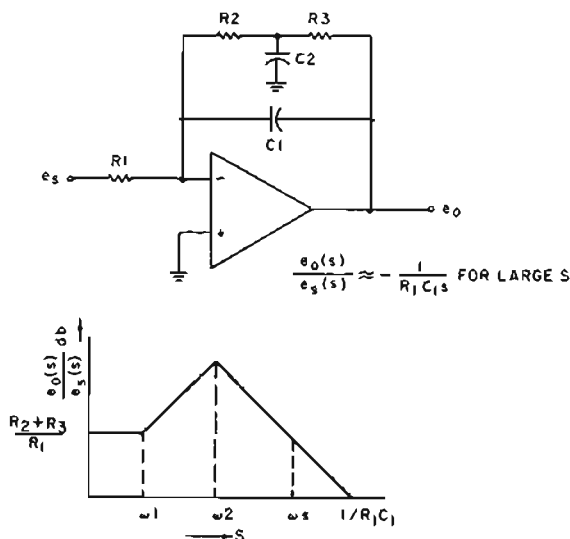 R2 R3
C2
C1
R1
es
−
+
eo
eo(s) / es(s) ≈ − 1 / R1C1s FOR LARGE S
eo(s) / es(s) db
R2+R3 / R1
ω1 ω2 ωs 1/R1C1
S